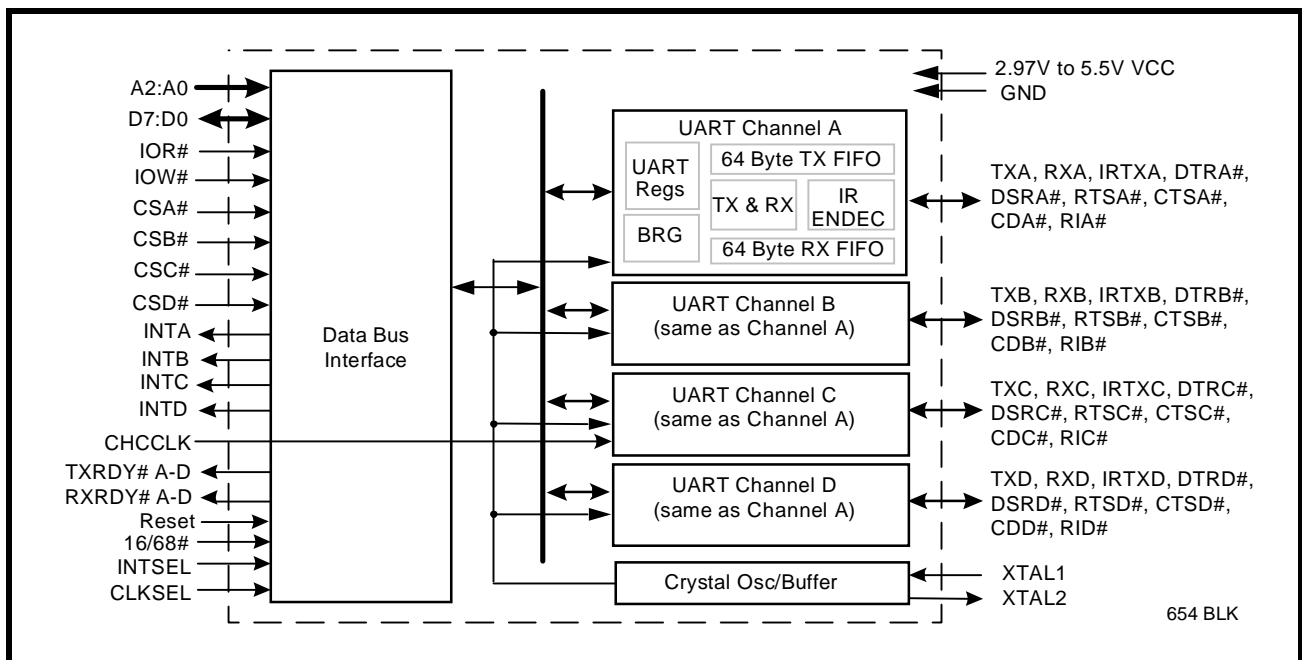 A2:A0
D7:D0
IOR#
IOW#
CSA#
CSB#
CSC#
CSD#
INTA
INTB
INTC
INTD
CHCCLK
TXRDY# A-D
RXRDY# A-D
Reset
16/68#
INTSEL
CLKSEL
Data Bus
Interface
2.97V to 5.5V VCC
GND
UART Channel A
UART
Regs
BRG
64 Byte TX FIFO
TX & RX
IR
ENDEC
64 Byte RX FIFO
TXA, RXA, IRTXA, DTRA#,
DSRA#, RTSA#, CTSA#,
CDA#, RIA#
UART Channel B
(same as Channel A)
TXB, RXB, IRTXB, DTRB#,
DSRB#, RTSB#, CTSB#,
CDB#, RIB#
UART Channel C
(same as Channel A)
TXC, RXC, IRTXC, DTRC#,
DSRC#, RTSC#, CTSC#,
CDC#, RIC#
UART Channel D
(same as Channel A)
TXD, RXD, IRTXD, DTRD#,
DSRD#, RTSD#, CTSD#,
CDD#, RID#
Crystal Osc/Buffer
XTAL1
XTAL2
654 BLK